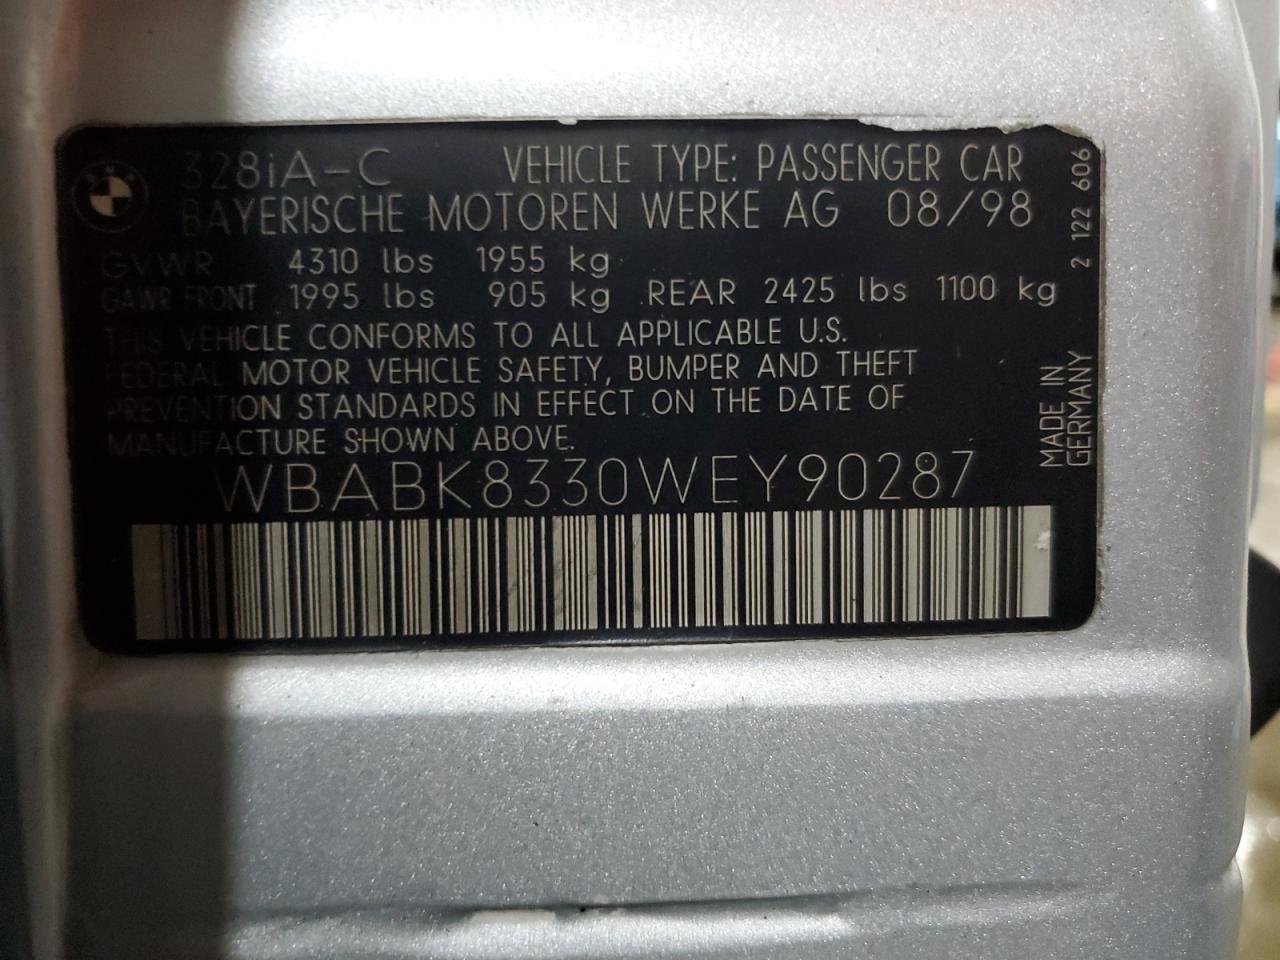 328iA-C VEHICLE TYPE: PASSENGER CAR
BAYERISCHE MOTOREN WERKE AG 08/98
GVWR 4310 lbs 1955 kg
GAWR FRONT 1995 lbs 905 kg REAR 2425 lbs 1100 kg
THIS VEHICLE CONFORMS TO ALL APPLICABLE U.S.
FEDERAL MOTOR VEHICLE SAFETY, BUMPER AND THEFT
PREVENTION STANDARDS IN EFFECT ON THE DATE OF
MANUFACTURE SHOWN ABOVE.
WBABK8330WEY90287
2 122 606
MADE IN
GERMANY